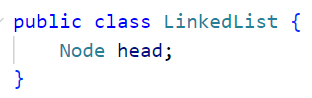 public class LinkedList {
    Node head;
}